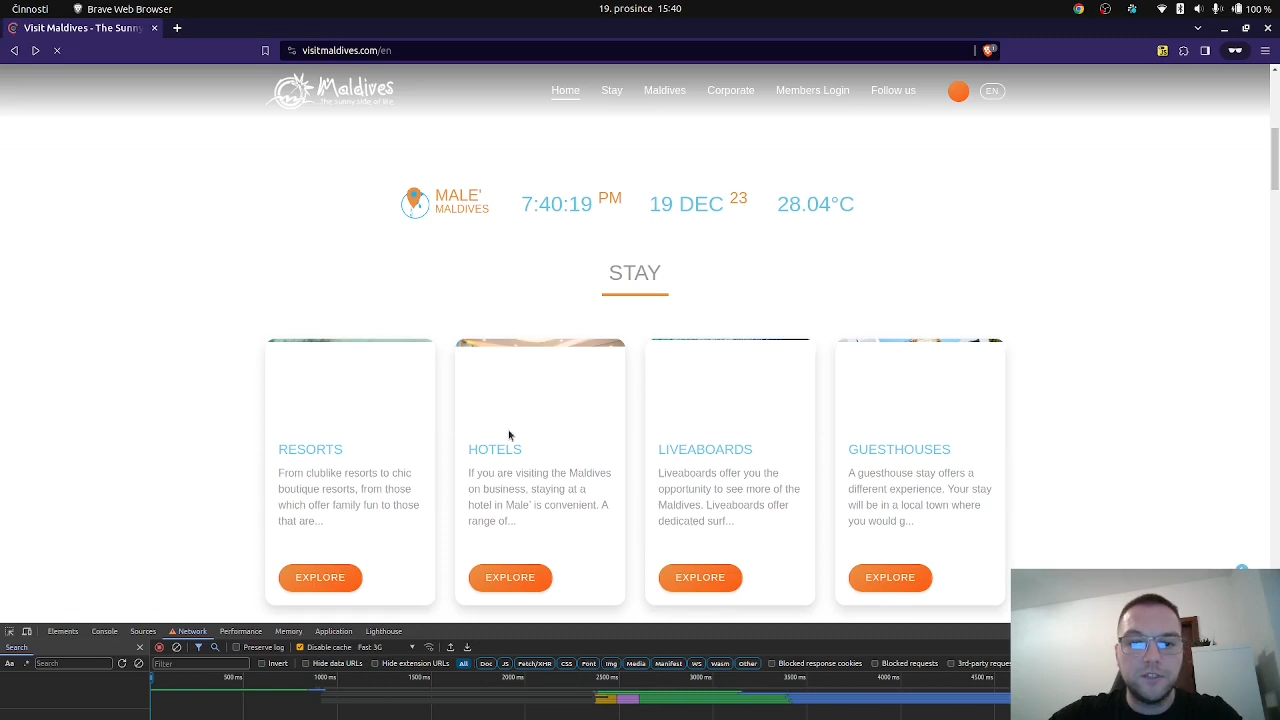 Činnosti
Brave Web Browser
19. prosince 15:40
100 %
Visit Maldives - The Sunny
visitmaldives.com/en
Maldives
...the sunny side of life
Home
Stay
Maldives
Corporate
Members Login
Follow us
EN
MALE'
MALDIVES
7:40:19 PM
19 DEC 23
28.04°C
STAY
RESORTS
From clublike resorts to chic
boutique resorts, from those
which offer family fun to those
that are...
EXPLORE
HOTELS
If you are visiting the Maldives
on business, staying at a
hotel in Male' is convenient. A
range of...
EXPLORE
LIVEABOARDS
Liveaboards offer you the
opportunity to see more of the
Maldives. Liveaboards offer
dedicated surf...
EXPLORE
GUESTHOUSES
A guesthouse stay offers a
different experience. Your stay
will be in a local town where
you would g...
EXPLORE
Elements
Console
Sources
Network
Performance
Memory
Application
Lighthouse
Search
Preserve log
Disable cache
Fast 3G
Aa
.*
Search
Filter
Invert
Hide data URLs
Hide extension URLs
All
Doc
JS
Fetch/XHR
CSS
Font
Img
Media
Manifest
WS
Wasm
Other
Blocked response cookies
Blocked requests
3rd-party reque
500 ms
1000 ms
1500 ms
2000 ms
2500 ms
3000 ms
3500 ms
4000 ms
4500 ms